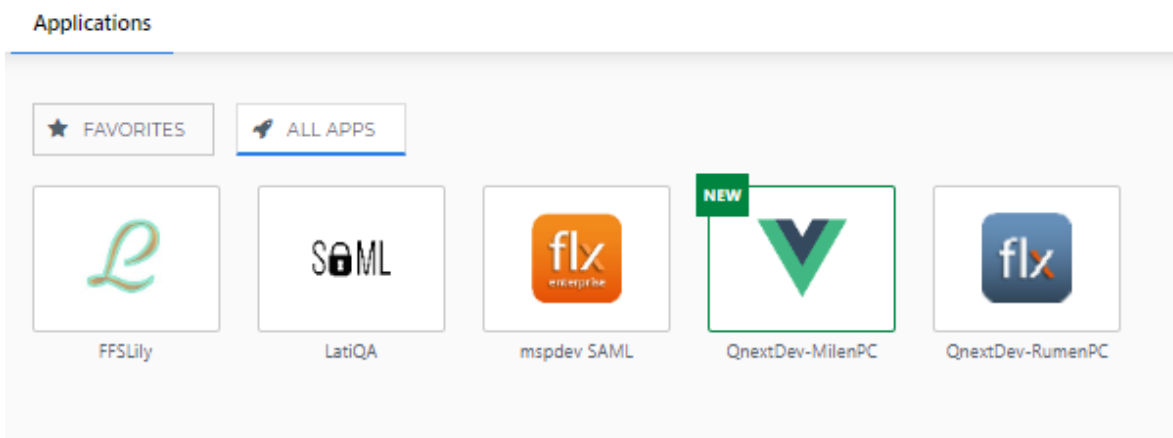 Applications
FAVORITES
ALL APPS
NEW
SAML
flx
enterprise
flx
FFSLily
LatiQA
mspdev SAML
QnextDev-MilenPC
QnextDev-RumenPC